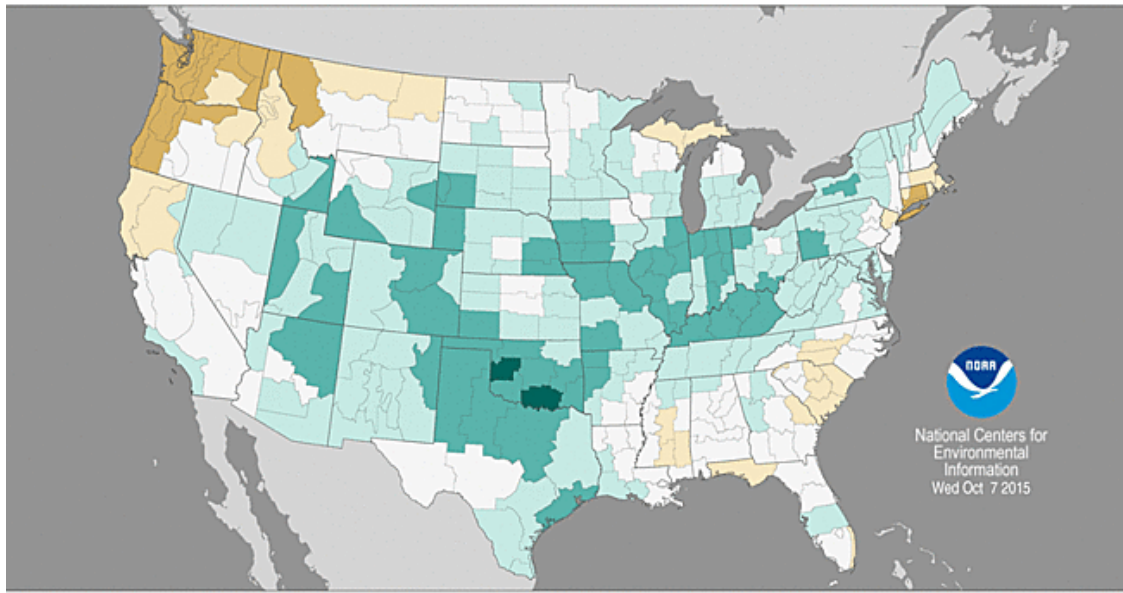 NOAA
National Centers for
Environmental
Information
Wed Oct 7 2015